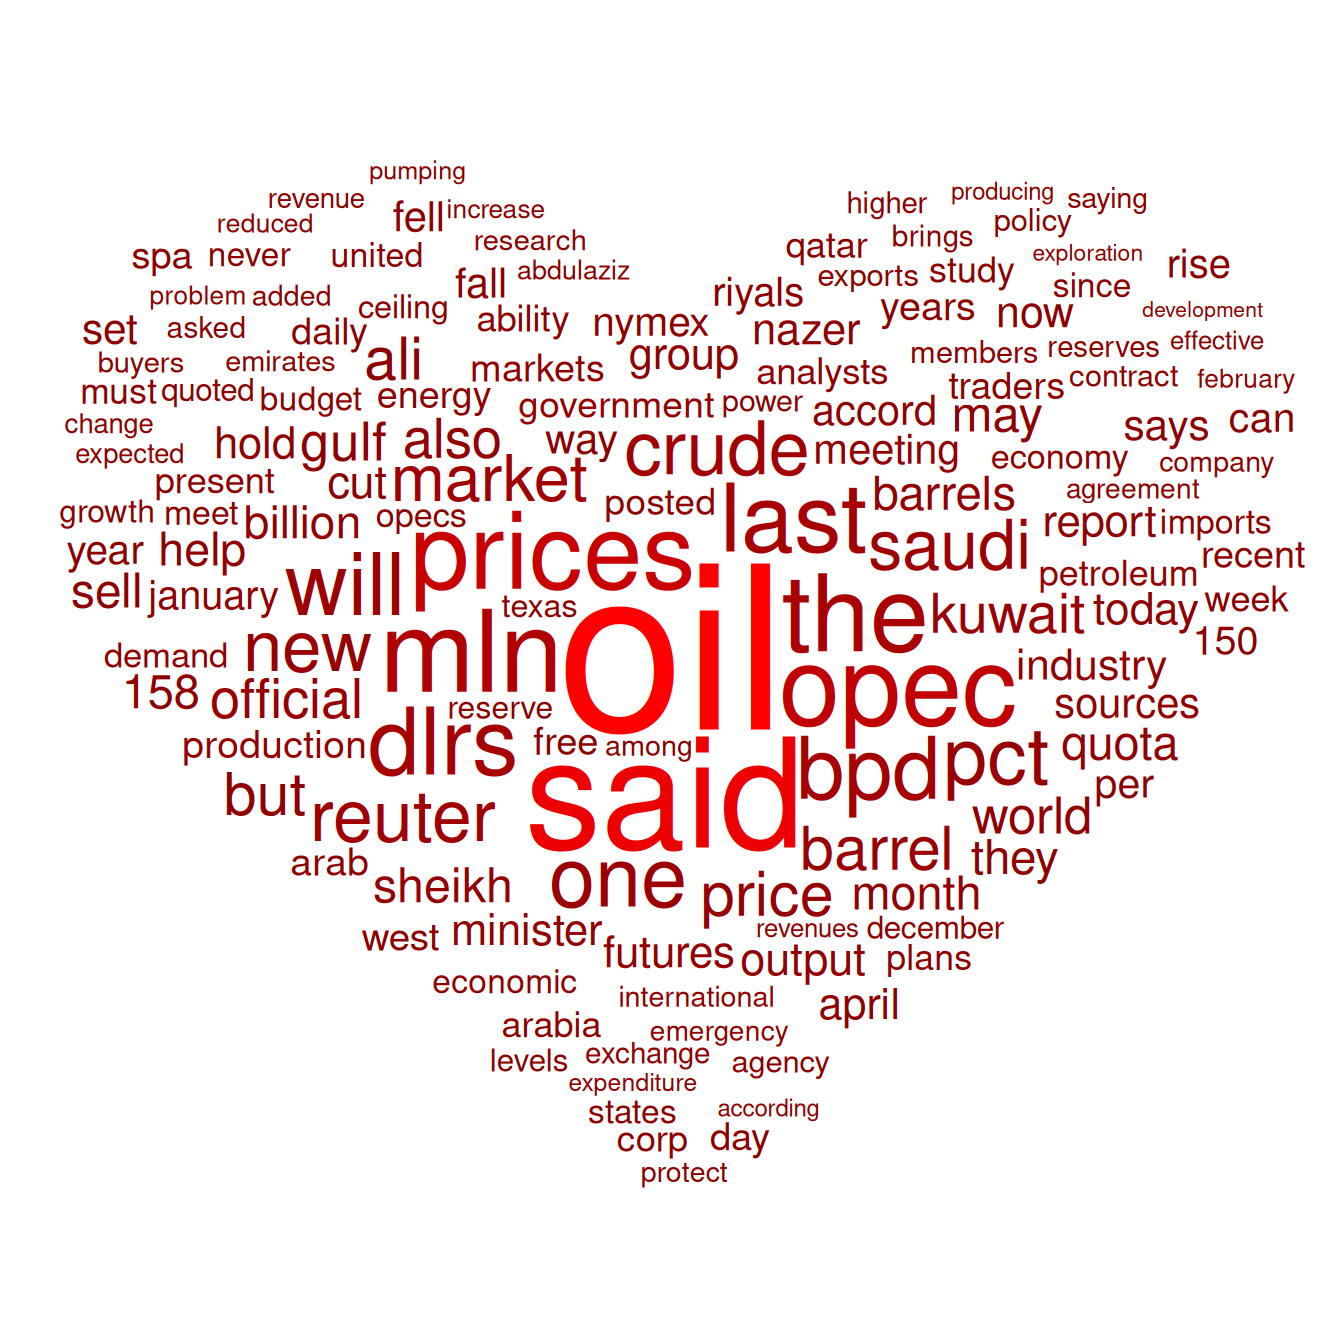 pumping
revenue fell increase higher producing saying
reduced research qatar brings policy
spa never united fall abdulaziz riyals exports study exploration rise
problem added ceiling ability nymex nazer years now since development
set asked daily ali markets group analysts members reserves effective
buyers emirates energy government power accord traders contract february
must quoted budget also way crude meeting may says can
change hold gulf market economy company
expected cut posted last barrels agreement
present billion opecs prices saudi report imports
growth meet help will texas oil the petroleum recent
year january mln kuwait today week
sell new opec industry 150
demand official reserve sources
158 dlrs free among bpd pct quota
production said per
but reuter barrel world
arab one they
sheikh price month
west minister futures revenues december
economic output plans
international april
arabia emergency
levels exchange agency
expenditure
states according
corp day
protect